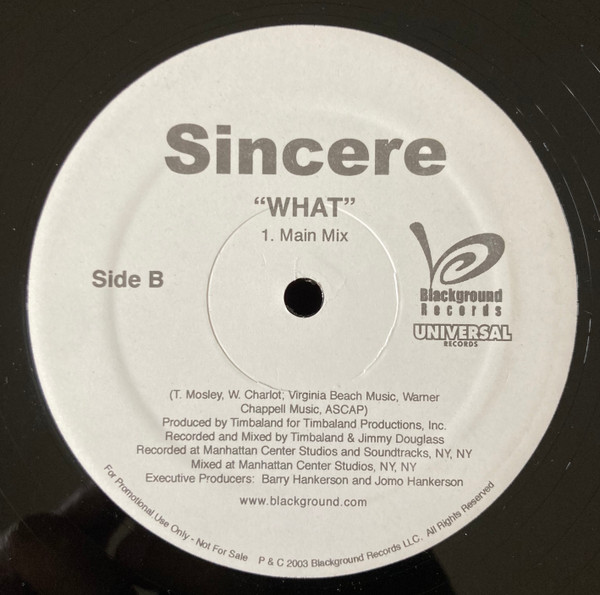 Sincere
“WHAT”
1. Main Mix
Side B
Blackground
Records
UNIVERSAL
RECORDS
(T. Mosley, W. Charlot, Virginia Beach Music, Warner
Chappell Music, ASCAP)
Produced by Timbaland for Timbaland Productions, Inc.
Recorded and Mixed by Timbaland & Jimmy Douglass
Recorded at Manhattan Center Studios and Soundtracks, NY, NY
Mixed at Manhattan Center Studios, NY, NY
Executive Producers: Barry Hankerson and Jomo Hankerson
www.blackground.com
For Promotional Use Only - Not For Sale P & C 2003 Blackground Records LLC. All Rights Reserved